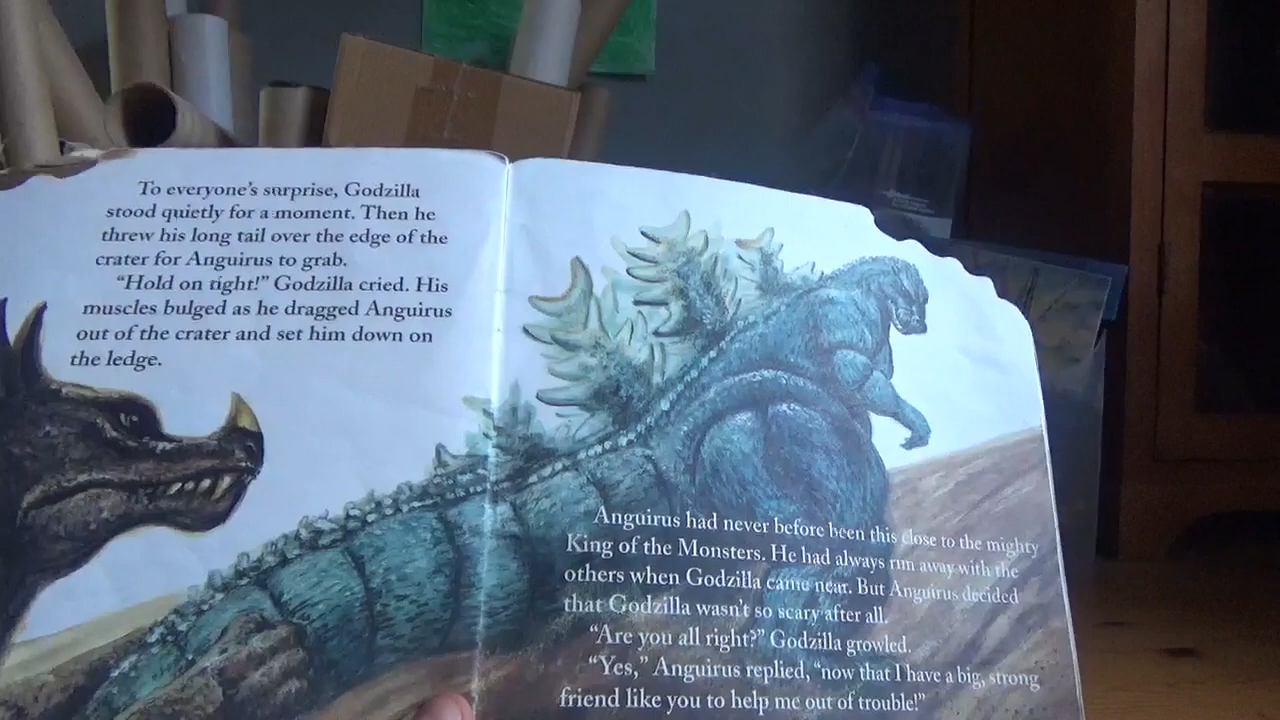 To everyone's surprise, Godzilla
stood quietly for a moment. Then he
threw his long tail over the edge of the
crater for Anguirus to grab.
"Hold on tight!" Godzilla cried. His
muscles bulged as he dragged Anguirus
out of the crater and set him down on
the ledge.
Anguirus had never before been this close to the mighty
King of the Monsters. He had always run away with the
others when Godzilla came near. But Anguirus decided
that Godzilla wasn't so scary after all.
"Are you all right?" Godzilla growled.
"Yes," Anguirus replied, "now that I have a big, strong
friend like you to help me out of trouble!"